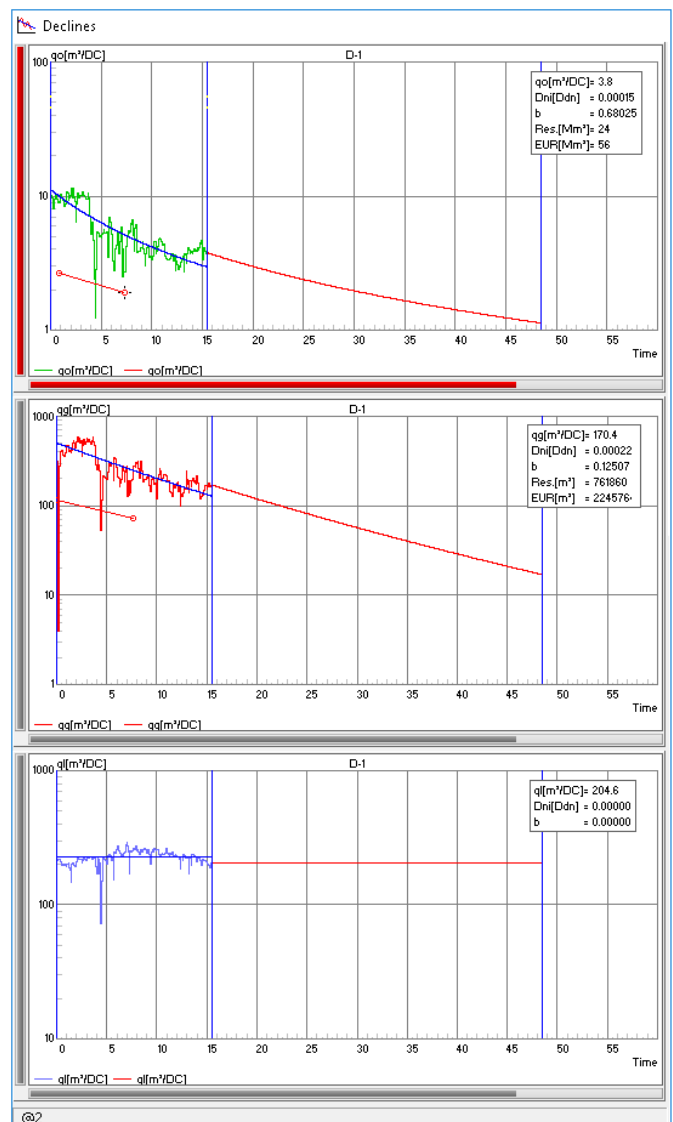 Declines
qo[m³/DC]
D-1
100
10
1
qo[m³/DC]= 3.8
Dni[Ddn] = 0.00015
b = 0.68025
Res.[Mm³]= 24
EUR[Mm³]= 56
0 5 10 15 20 25 30 35 40 45 50 55
Time
qo[m³/DC] qo[m³/DC]
qg[m³/DC]
D-1
1000
100
10
1
qg[m³/DC]= 170.4
Dni[Ddn] = 0.00022
b = 0.12507
Res.[m³] = 761860
EUR[m³] = 224576
0 5 10 15 20 25 30 35 40 45 50 55
Time
qg[m³/DC] qg[m³/DC]
ql[m³/DC]
D-1
1000
100
10
ql[m³/DC]= 204.6
Dni[Ddn] = 0.00000
b = 0.00000
0 5 10 15 20 25 30 35 40 45 50 55
Time
ql[m³/DC] ql[m³/DC]
@2